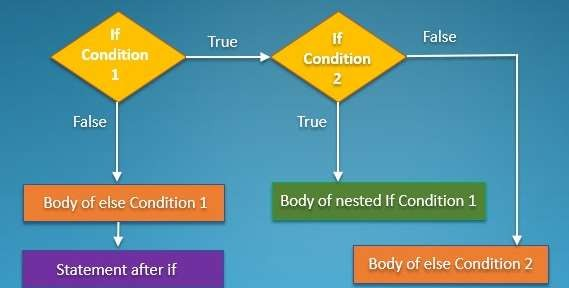 If
Condition
1
True
If
Condition
2
False
False
True
Body of else Condition 1
Body of nested If Condition 1
Statement after if
Body of else Condition 2